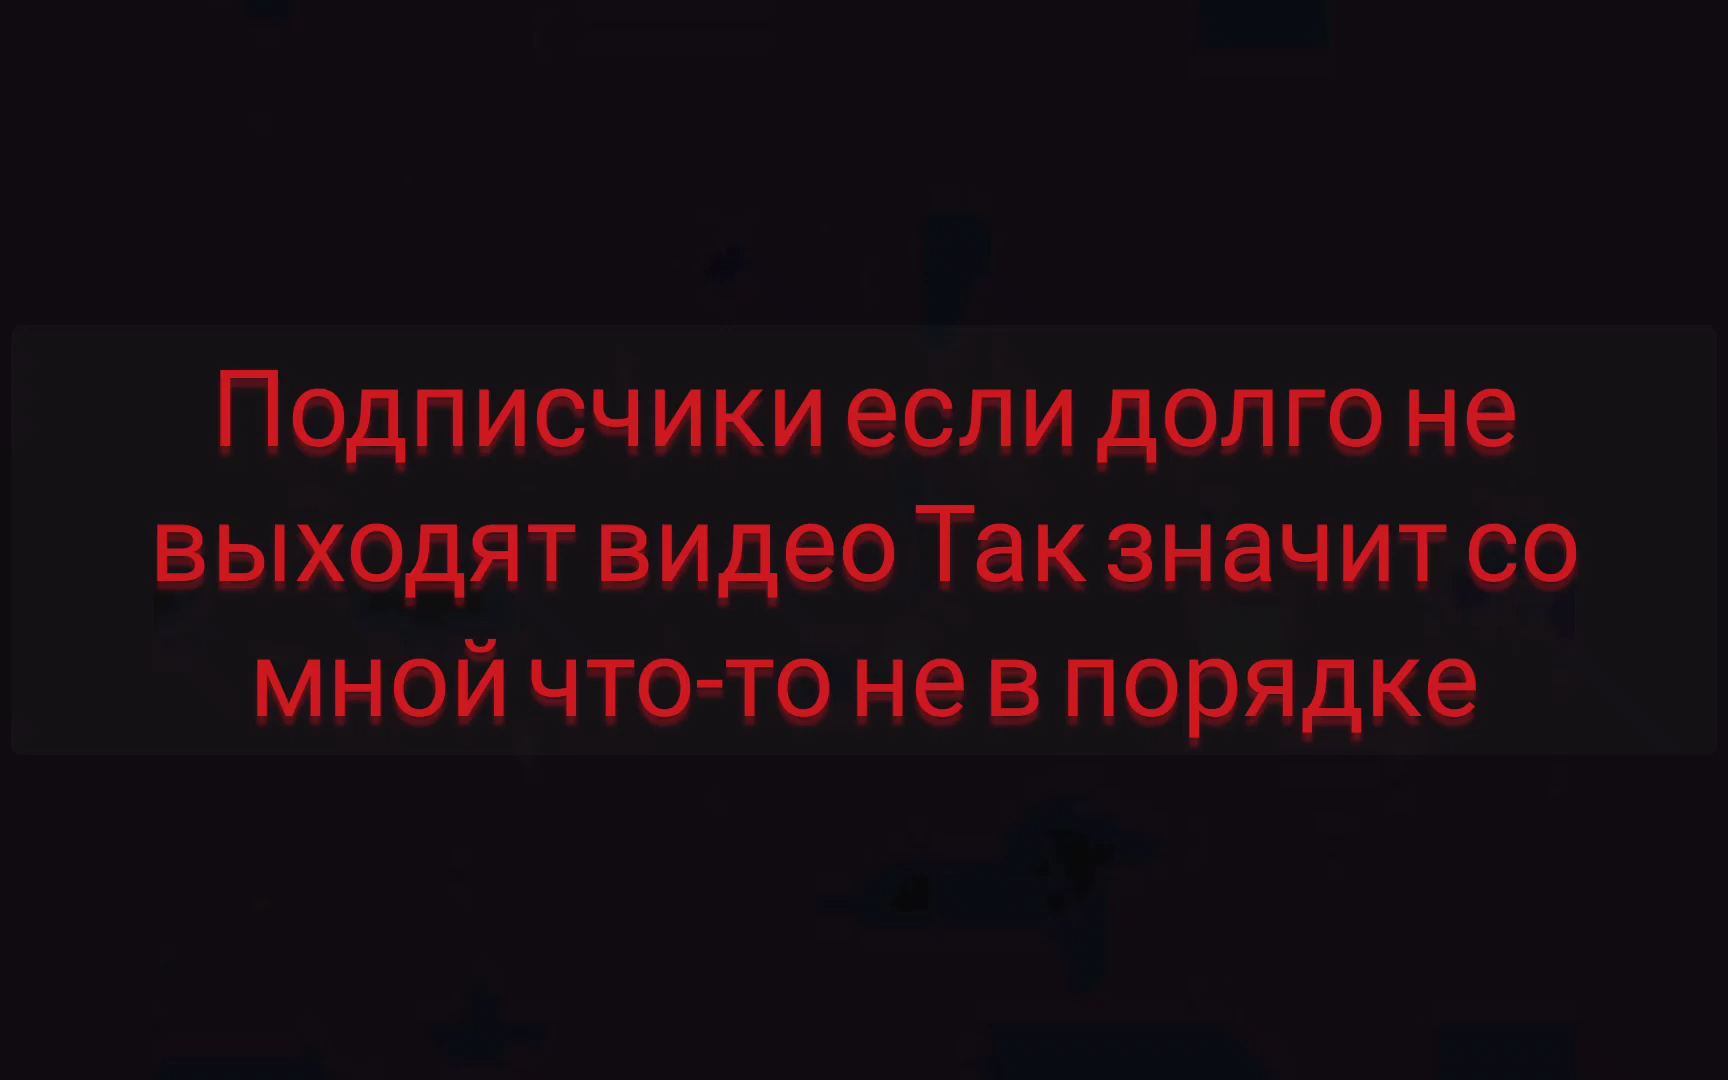 Подписчики если долго не
выходят видео Так значит со
мной что-то не в порядке